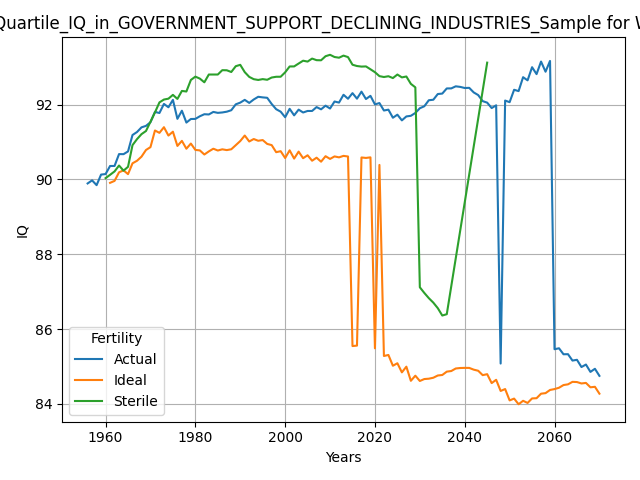 Quartile_IQ_in_GOVERNMENT_SUPPORT_DECLINING_INDUSTRIES_Sample for
IQ
92
90
88
86
84
Fertility
Actual
Ideal
Sterile
1960 1980 2000 2020 2040 2060
Years